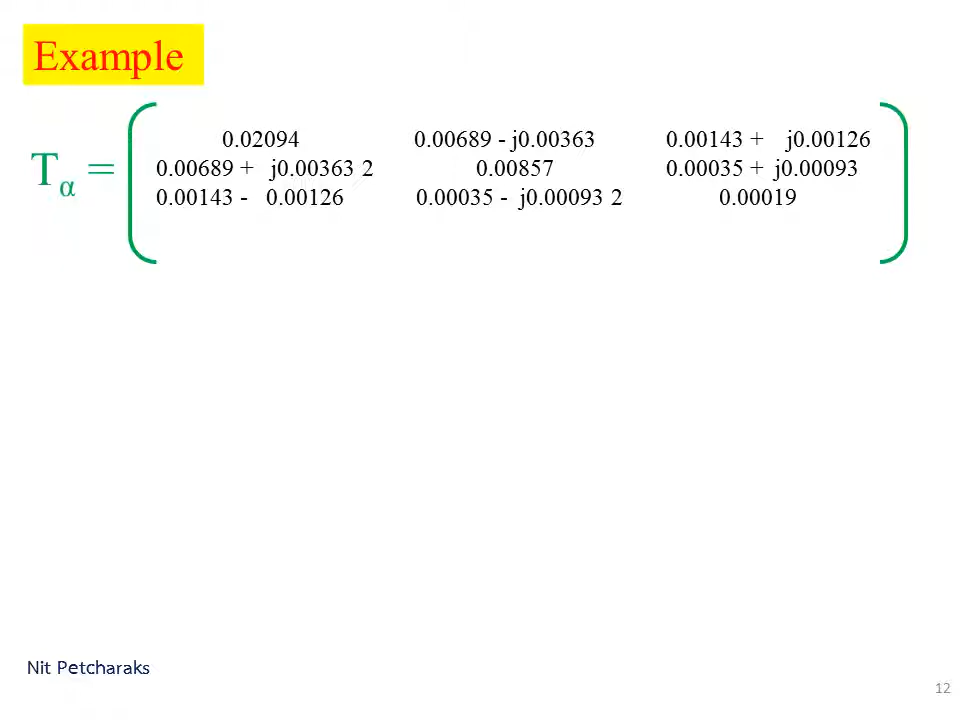 Example
Tα =
0.02094 0.00689 - j0.00363 0.00143 + j0.00126
0.00689 + j0.00363 2 0.00857 0.00035 + j0.00093
0.00143 - 0.00126 0.00035 - j0.00093 2 0.00019
Nit Petcharaks
12